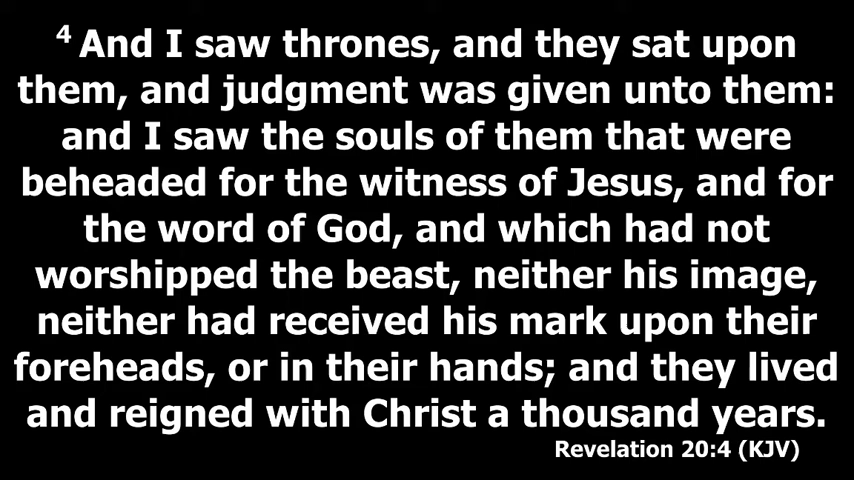 4 And I saw thrones, and they sat upon
them, and judgment was given unto them:
and I saw the souls of them that were
beheaded for the witness of Jesus, and for
the word of God, and which had not
worshipped the beast, neither his image,
neither had received his mark upon their
foreheads, or in their hands; and they lived
and reigned with Christ a thousand years.
Revelation 20:4 (KJV)